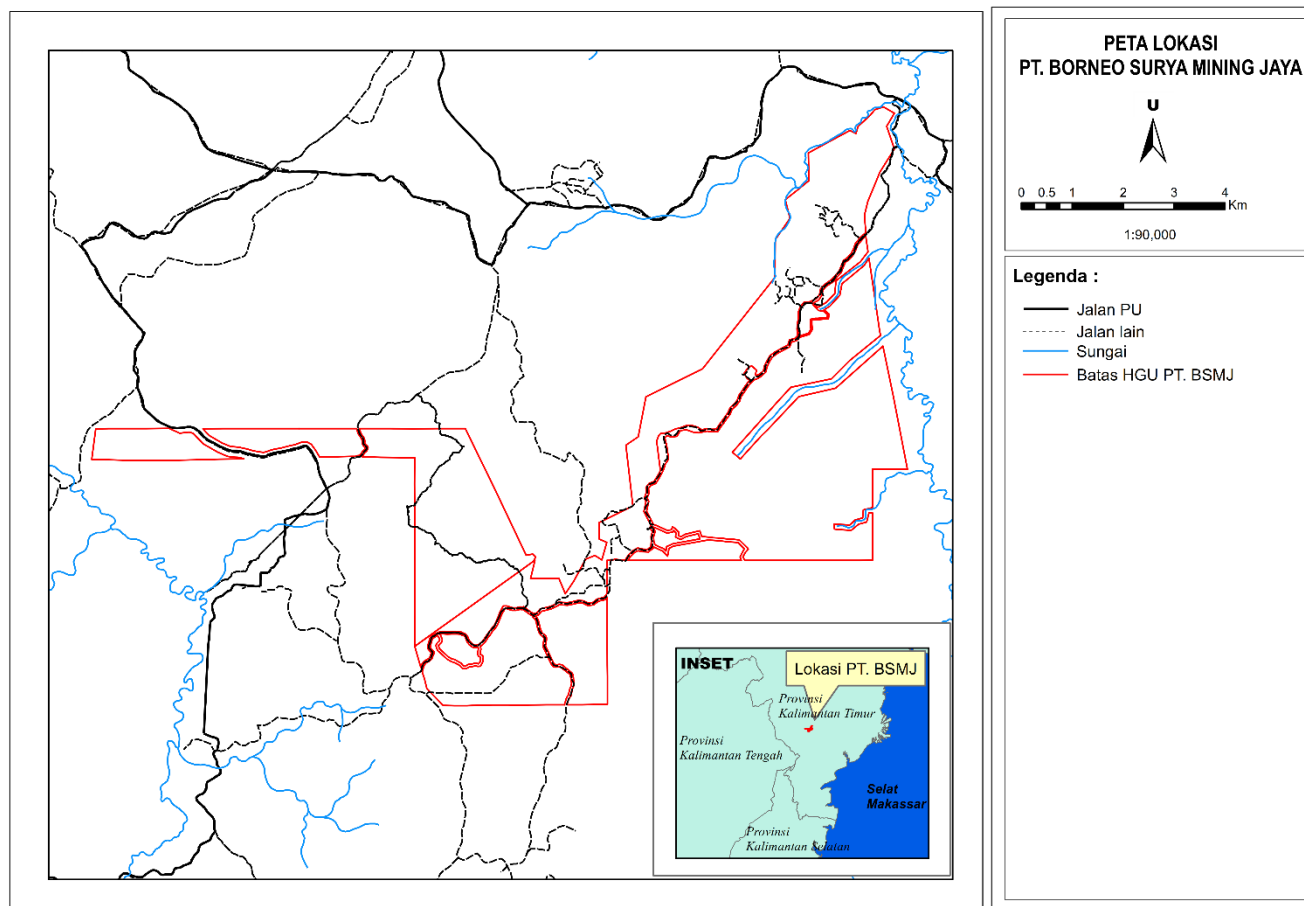 PETA LOKASI
PT. BORNEO SURYA MINING JAYA
U
0 0.5 1 2 3 4
Km
1:90,000
Legenda :
Jalan PU
Jalan lain
Sungai
Batas HGU PT. BSMJ
INSET
Lokasi PT. BSMJ
Provinsi
Kalimantan Timur
Provinsi
Kalimantan Tengah
Selat
Makassar
Provinsi
Kalimantan Selatan